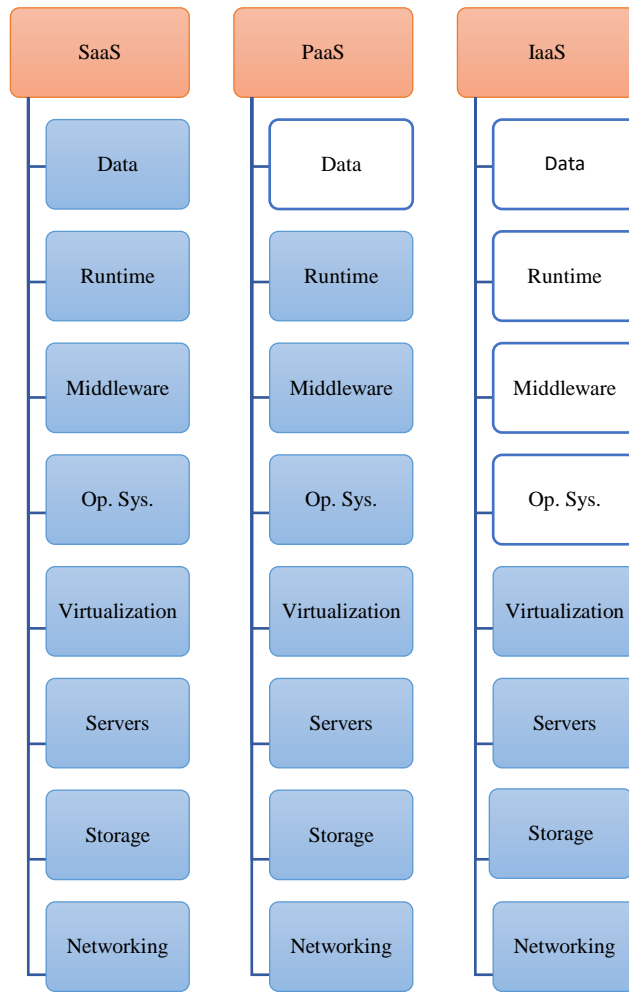 SaaS
Data
Runtime
Middleware
Op. Sys.
Virtualization
Servers
Storage
Networking
PaaS
Data
Runtime
Middleware
Op. Sys.
Virtualization
Servers
Storage
Networking
IaaS
Data
Runtime
Middleware
Op. Sys.
Virtualization
Servers
Storage
Networking